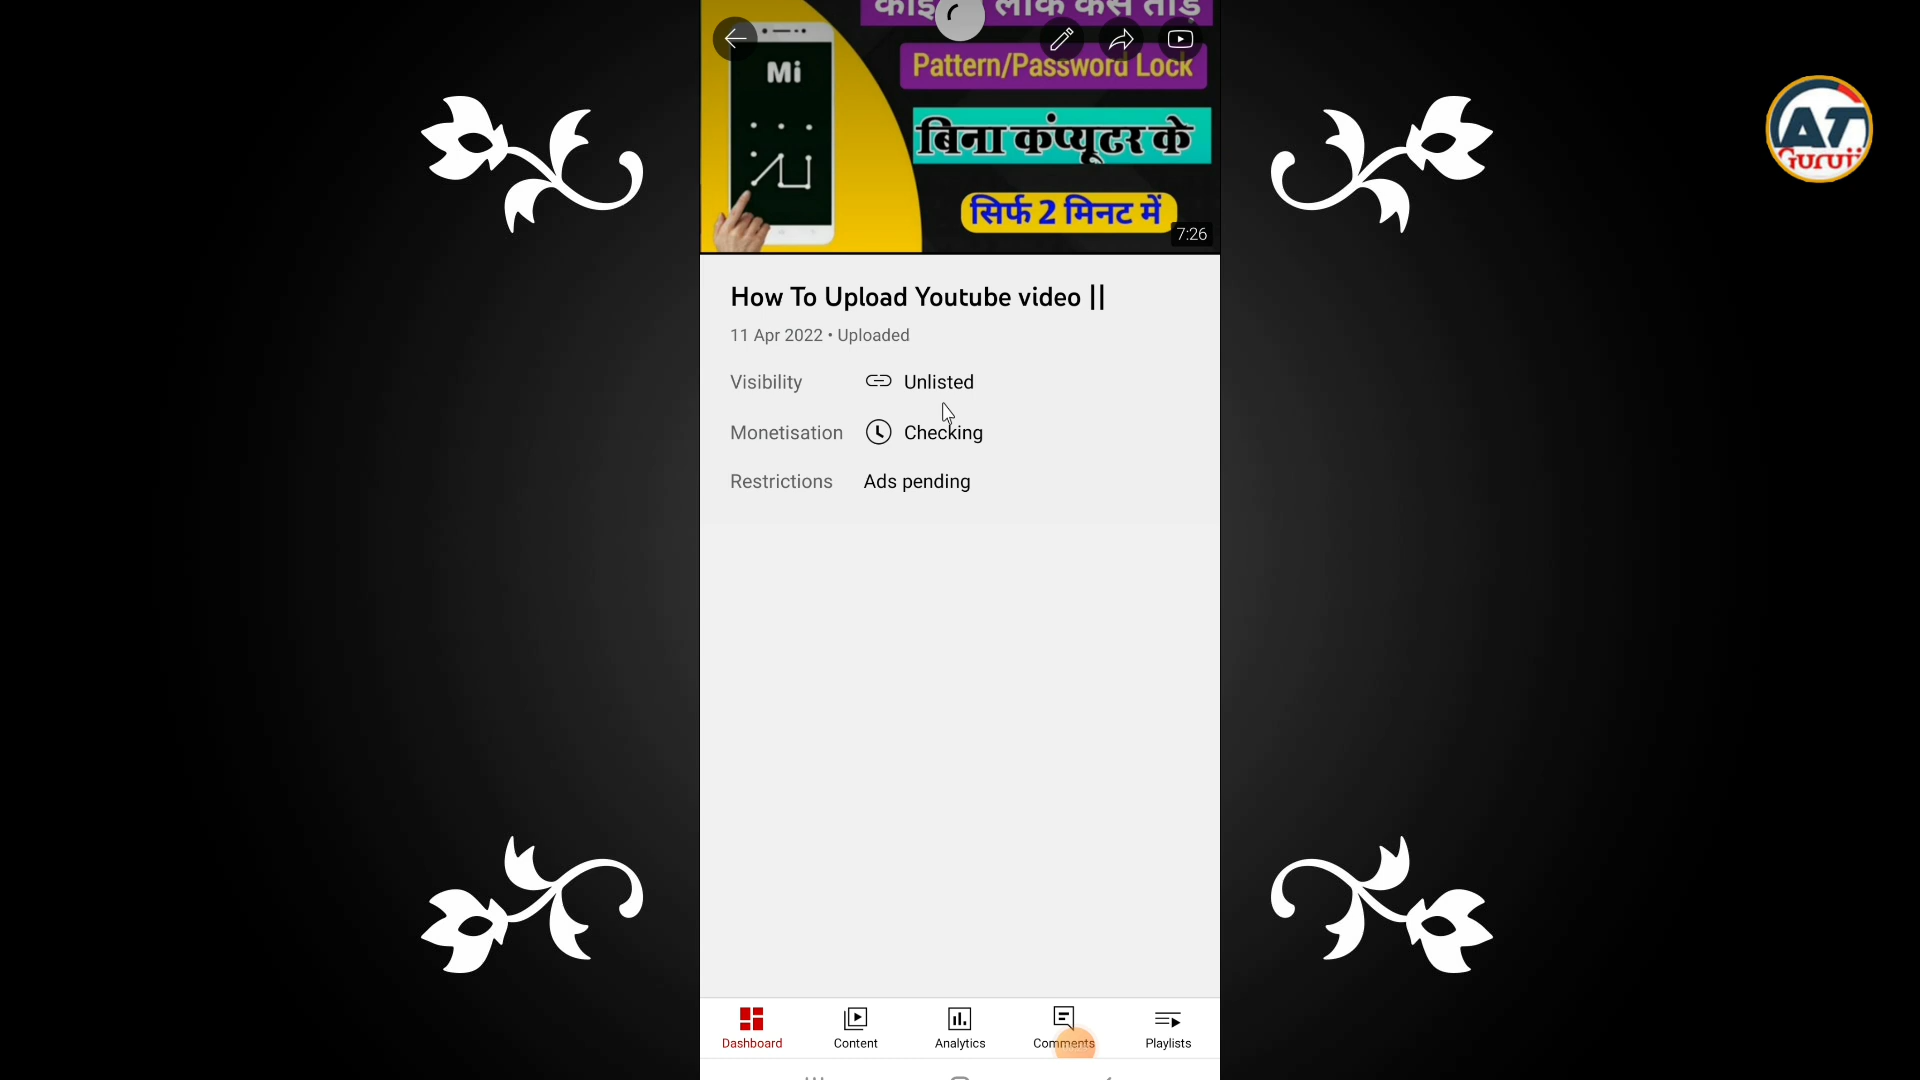 कोई लॉक कैसे तोड़े
Mi
Pattern/Password Lock
बिना कंप्यूटर के
सिर्फ 2 मिनट में
7:26
How To Upload Youtube video ||
11 Apr 2022 • Uploaded
Visibility Unlisted
Monetisation Checking
Restrictions Ads pending
Dashboard Content Analytics Comments Playlists
AT
Guruji